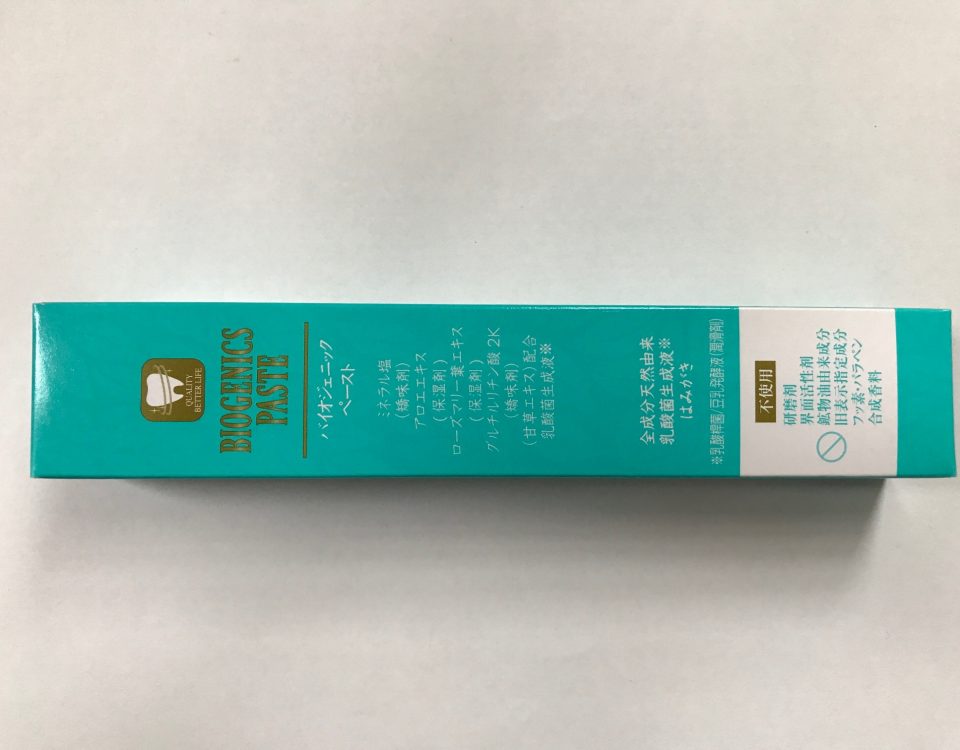 QUALITY
BETTER LIFE
BIOGENICS
PASTE
バイオジェニック
ペースト
ミネラル塩
(矯味剤)
アロエエキス
(保湿剤)
ローズマリー葉エキス
(保湿剤)
グルチルリチン酸2K
(矯味剤)
(甘草エキス)配合
乳酸菌生成液※
全成分天然由来
乳酸菌生成液※
はみがき
※乳酸桿菌/豆乳発酵液(潤滑剤)
不使用
研磨剤
界面活性剤
鉱物油由来成分
旧表示指定成分
フッ素・パラベン
合成香料